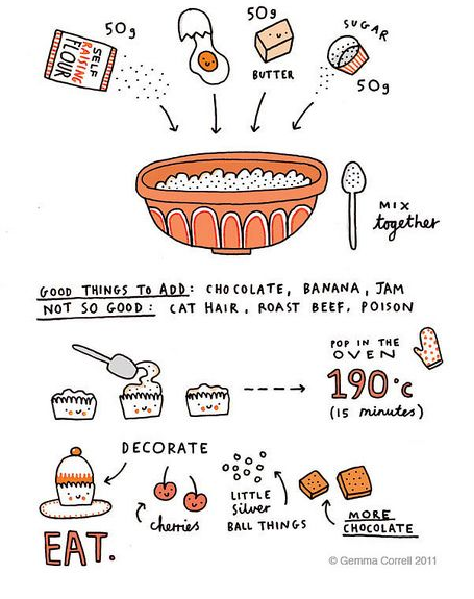 50g
SELF
RAISING
FLOUR
50g
BUTTER
SUGAR
50g
MIX
together
GOOD THINGS TO ADD: CHOCOLATE, BANANA, JAM
NOT SO GOOD: CAT HAIR, ROAST BEEF, POISON
POP IN THE
OVEN
190°c
(15 minutes)
DECORATE
cherries
LITTLE
silver
BALL THINGS
MORE
CHOCOLATE
EAT.
© Gemma Correll 2011